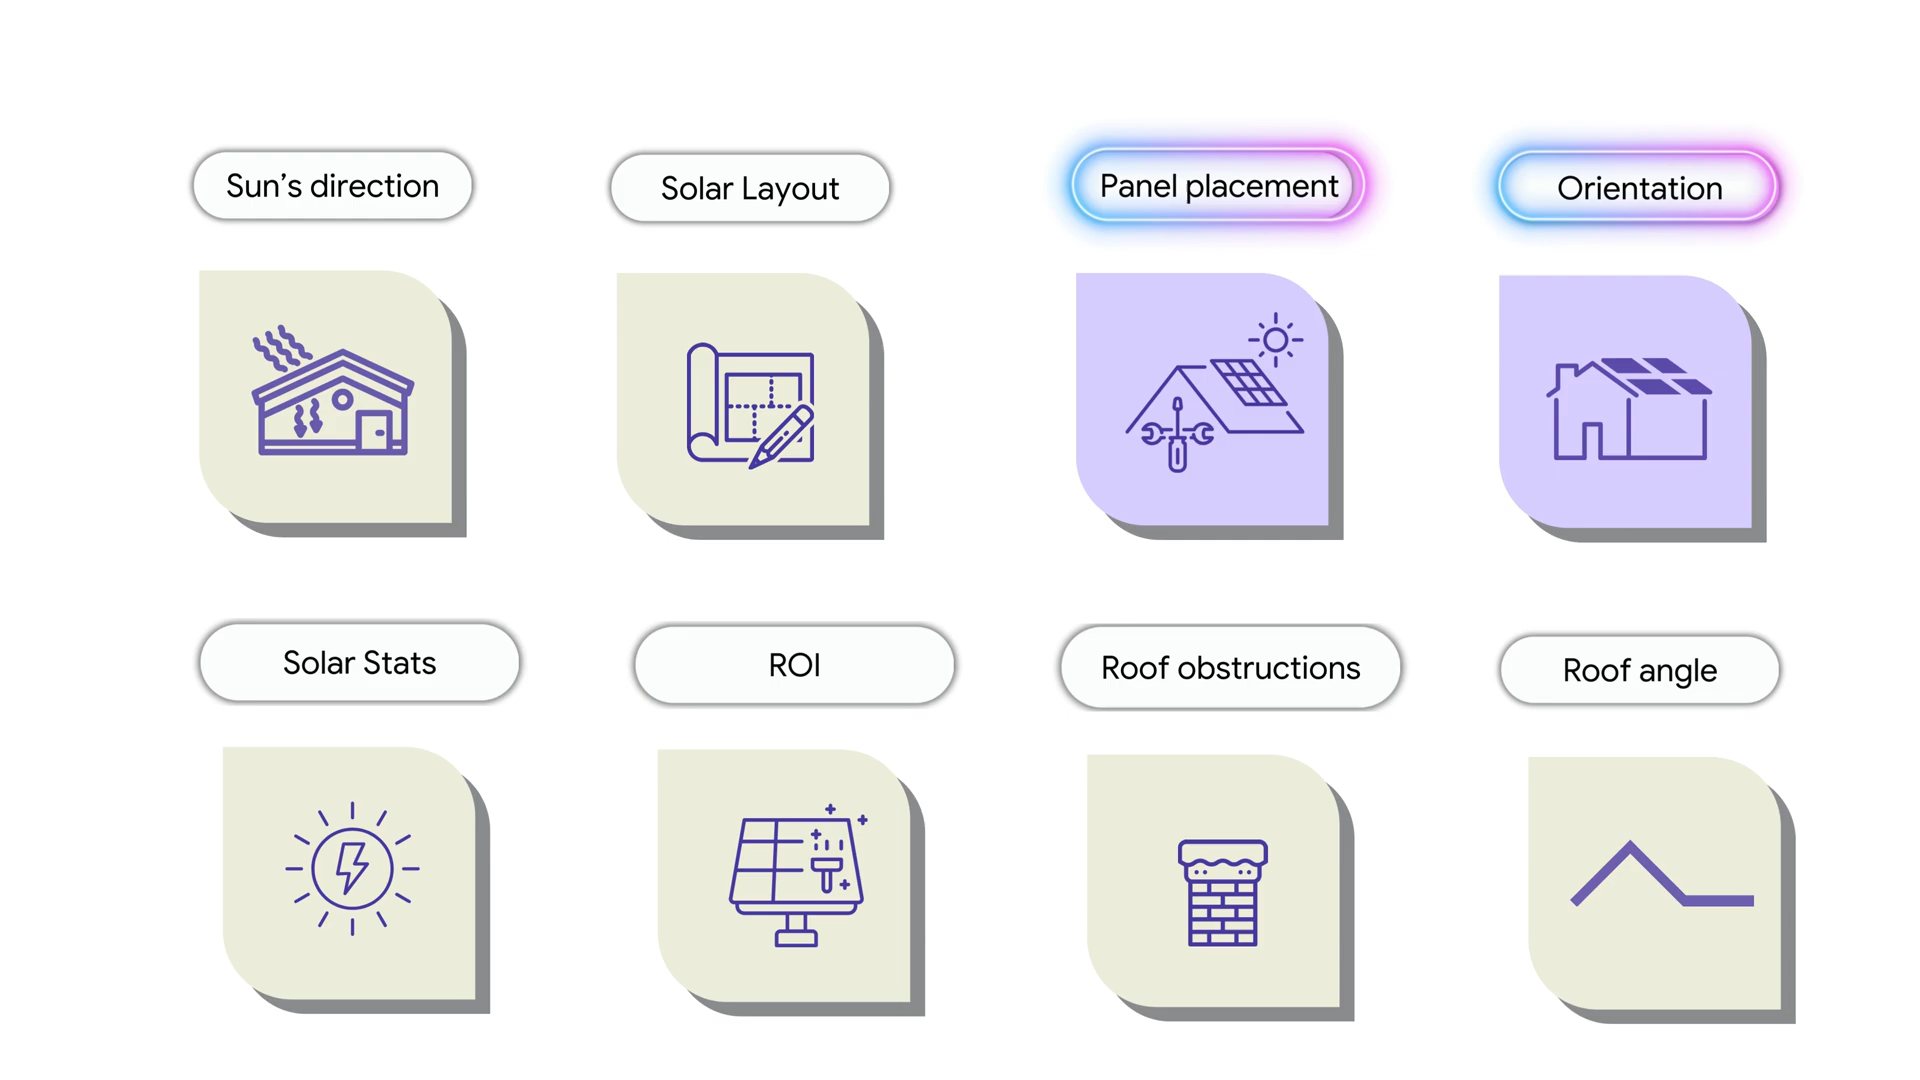 Sun’s direction
Solar Layout
Panel placement
Orientation
Solar Stats
ROI
Roof obstructions
Roof angle